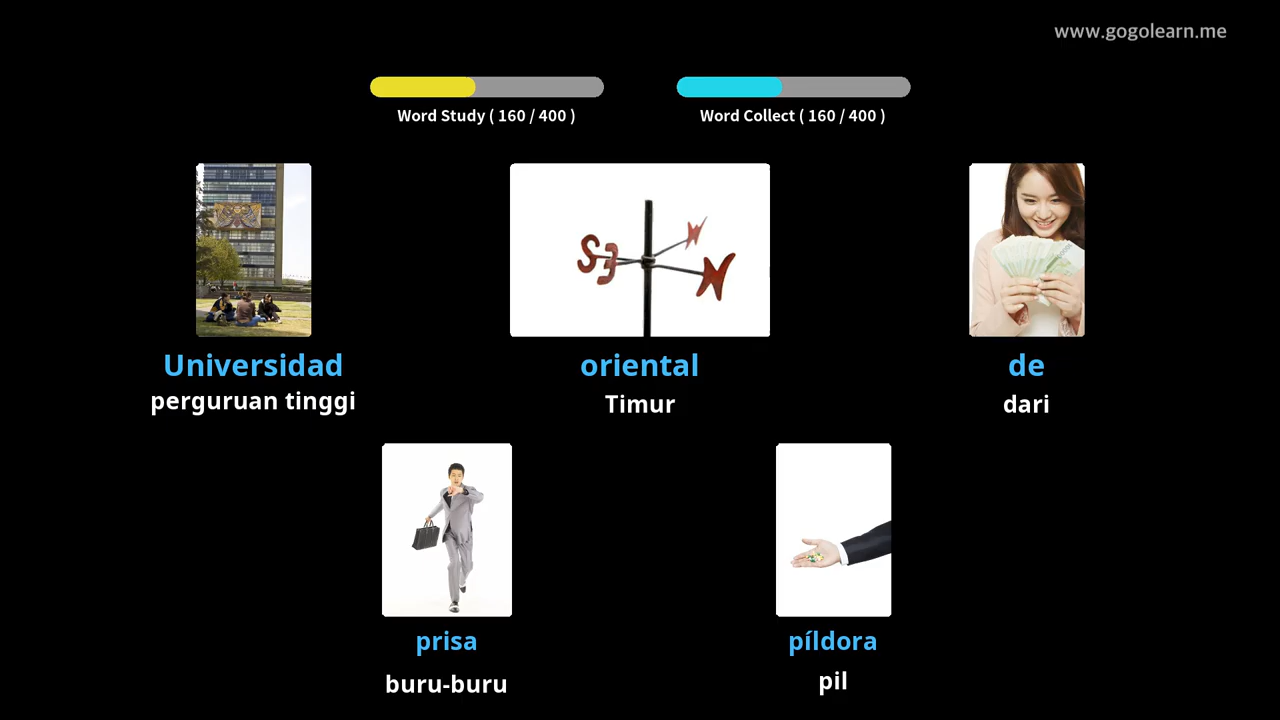 www.gogolearn.me
Word Study ( 160 / 400 )
Word Collect ( 160 / 400 )
Universidad
perguruan tinggi
oriental
Timur
de
dari
prisa
buru-buru
píldora
pil